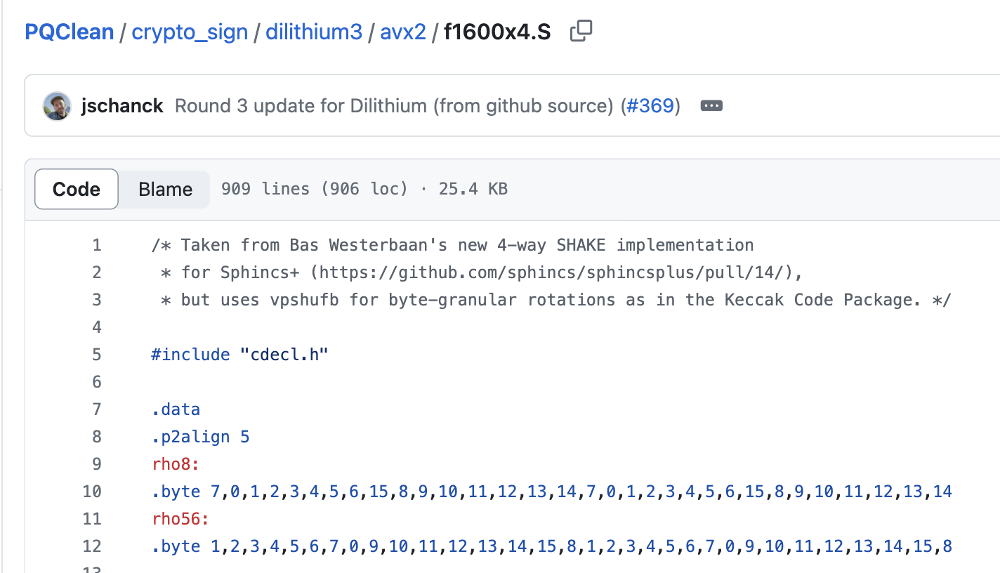 PQClean / crypto_sign / dilithium3 / avx2 / f1600x4.S
jschanck Round 3 update for Dilithium (from github source) (#369)
Code Blame 909 lines (906 loc) · 25.4 KB
1 /* Taken from Bas Westerbaan's new 4-way SHAKE implementation
2 * for Sphincs+ (https://github.com/sphincs/sphincsplus/pull/14/),
3 * but uses vpshufb for byte-granular rotations as in the Keccak Code Package. */
4
5 #include "cdecl.h"
6
7 .data
8 .p2align 5
9 rho8:
10 .byte 7,0,1,2,3,4,5,6,15,8,9,10,11,12,13,14,7,0,1,2,3,4,5,6,15,8,9,10,11,12,13,14
11 rho56:
12 .byte 1,2,3,4,5,6,7,0,9,10,11,12,13,14,15,8,1,2,3,4,5,6,7,0,9,10,11,12,13,14,15,8
13